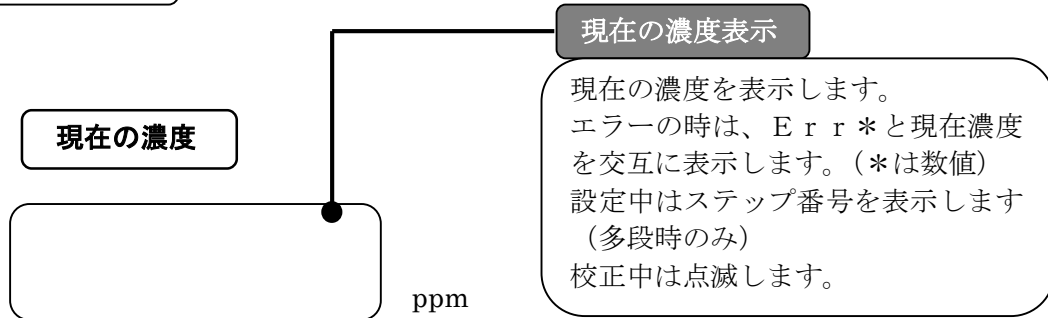 現在の濃度表示
現在の濃度を表示します。
エラーの時は、Ｅｒｒ＊と現在濃度
を交互に表示します。（＊は数値）
設定中はステップ番号を表示します
（多段時のみ）
校正中は点滅します。
現在の濃度
ppm